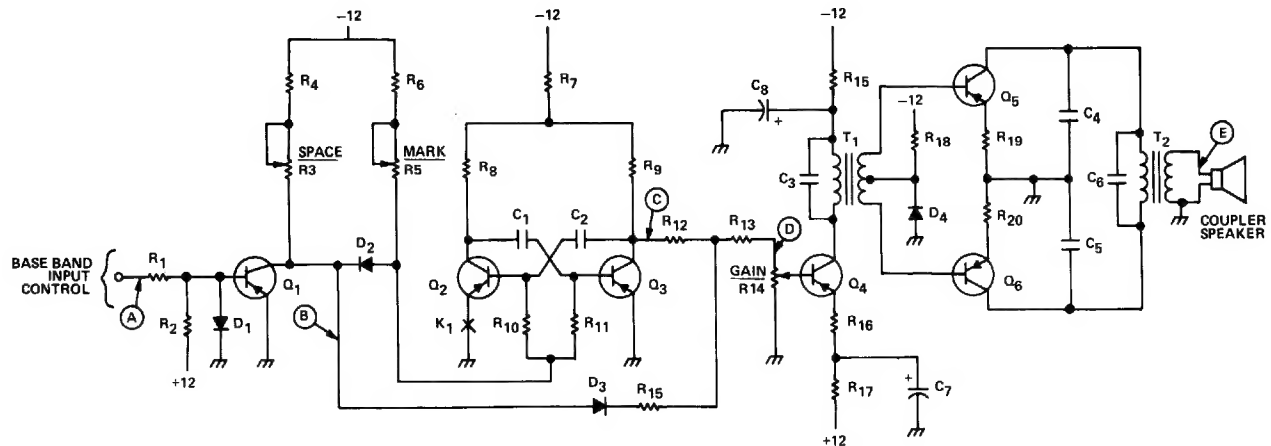 -12
-12
-12
R4
R6
R7
R15
C8
+
T1
Q5
C4
-12
R18
R19
E
T2
SPACE
R3
MARK
R5
R8
R9
C3
C6
C1
C2
C
R12
R13
D
D4
R20
COUPLER
SPEAKER
BASE BAND
INPUT
CONTROL
R1
D2
C5
A
Q1
Q2
Q3
GAIN
R14
Q4
Q6
R2
D1
B
K1
R10
R11
R16
+12
D3
R15
R17
+
C7
+12